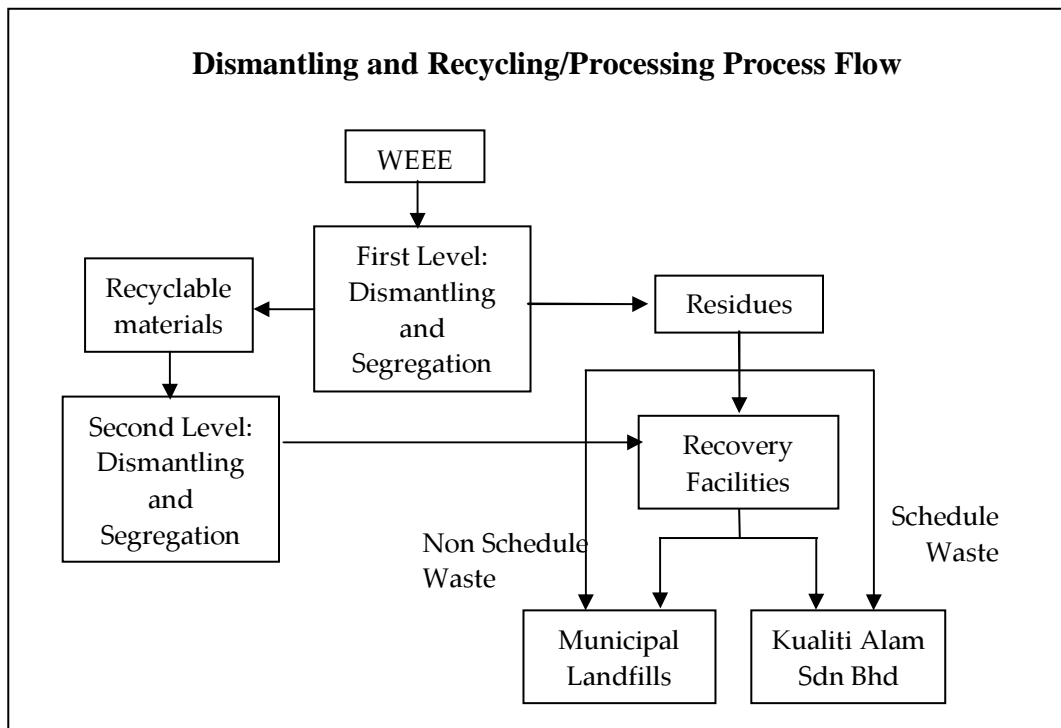 Dismantling and Recycling/Processing Process Flow
WEEE
First Level:
Dismantling
and
Segregation
Recyclable
materials
Residues
Second Level:
Dismantling
and
Segregation
Recovery
Facilities
Non Schedule
Waste
Schedule
Waste
Municipal
Landfills
Kualiti Alam
Sdn Bhd